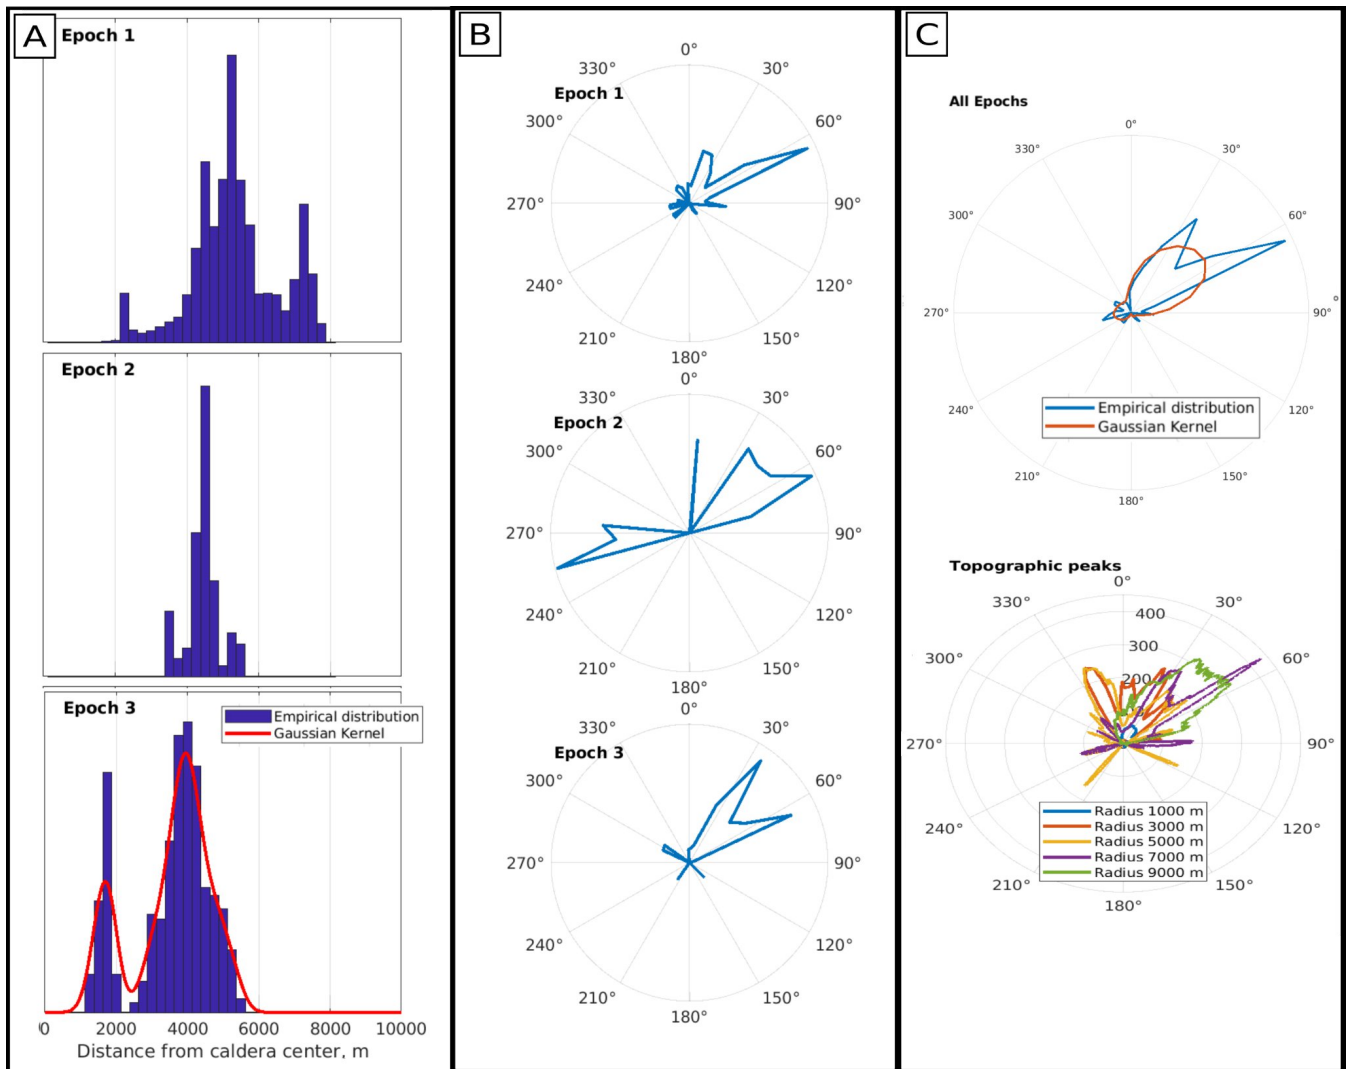 A
Epoch 1
Epoch 2
Epoch 3
Empirical distribution
Gaussian Kernel
0 2000 4000 6000 8000 10000
Distance from caldera center, m
B
Epoch 1
0°
30°
60°
90°
120°
150°
180°
210°
240°
270°
300°
330°
Epoch 2
0°
30°
60°
90°
120°
150°
180°
210°
240°
270°
300°
330°
Epoch 3
0°
30°
60°
90°
120°
150°
180°
210°
240°
270°
300°
330°
C
All Epochs
0°
30°
60°
90°
120°
150°
180°
210°
240°
270°
300°
330°
Empirical distribution
Gaussian Kernel
Topographic peaks
0°
30°
60°
90°
120°
150°
180°
210°
240°
270°
300°
330°
400
300
200
Radius 1000 m
Radius 3000 m
Radius 5000 m
Radius 7000 m
Radius 9000 m